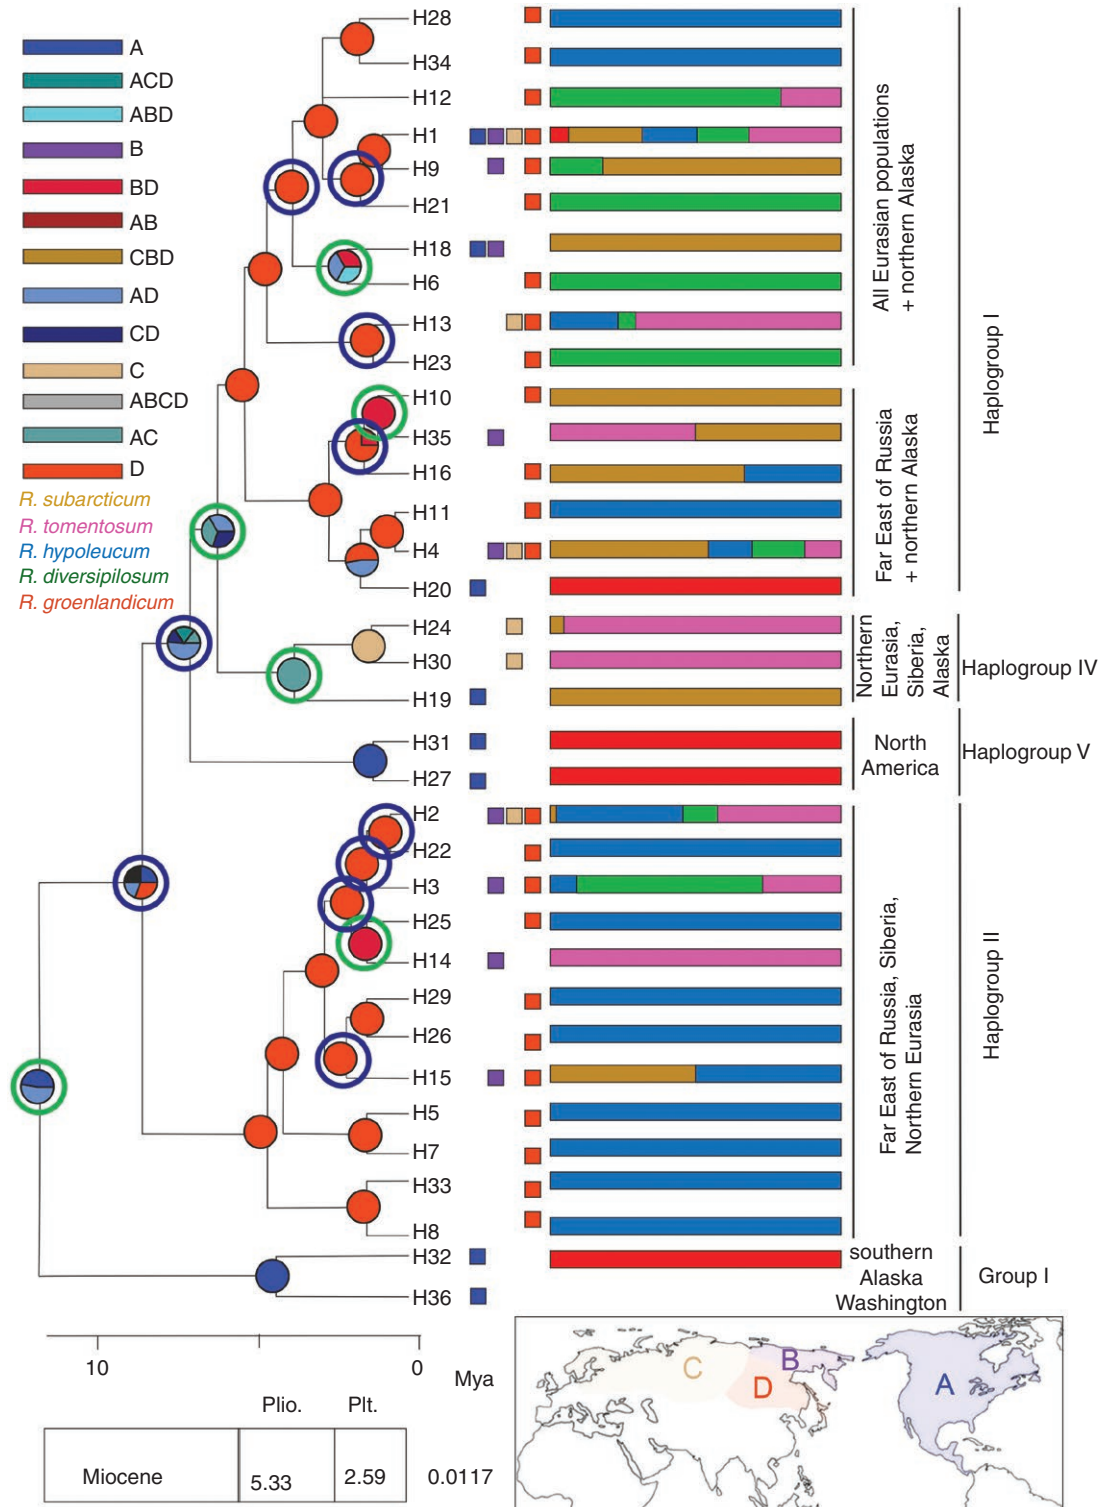 A
ACD
ABD
B
BD
AB
CBD
AD
CD
C
ABCD
AC
D
R. subarcticum
R. tomentosum
R. hypoleucum
R. diversipilosum
R. groenlandicum
H28
H34
H12
H1
H9
H21
H18
H6
H13
H23
H10
H35
H16
H11
H4
H20
H24
H30
H19
H31
H27
H2
H22
H3
H25
H14
H29
H26
H15
H5
H7
H33
H8
H32
H36
All Eurasian populations
+ northern Alaska
Far East of Russia
+ northern Alaska
Haplogroup I
Northern
Eurasia,
Siberia,
Alaska
Haplogroup IV
North
America
Haplogroup V
Far East of Russia, Siberia,
Northern Eurasia
Haplogroup II
southern
Alaska
Washington
Group I
10
0
Mya
Plio.
Plt.
Miocene
5.33
2.59
0.0117
C
B
D
A